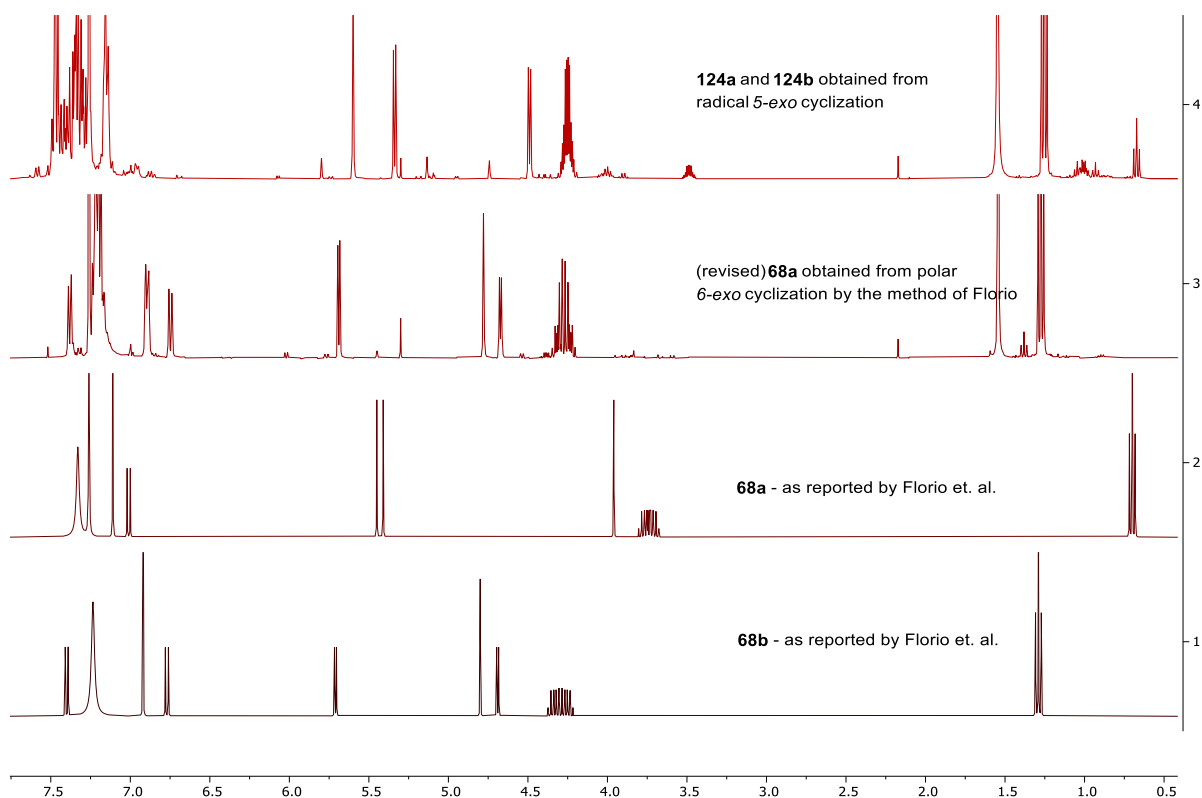 124a and 124b obtained from
radical 5-exo cyclization
4
(revised) 68a obtained from polar
6-exo cyclization by the method of Florio
3
68a - as reported by Florio et. al.
2
68b - as reported by Florio et. al.
1
7.5 7.0 6.5 6.0 5.5 5.0 4.5 4.0 3.5 3.0 2.5 2.0 1.5 1.0 0.5